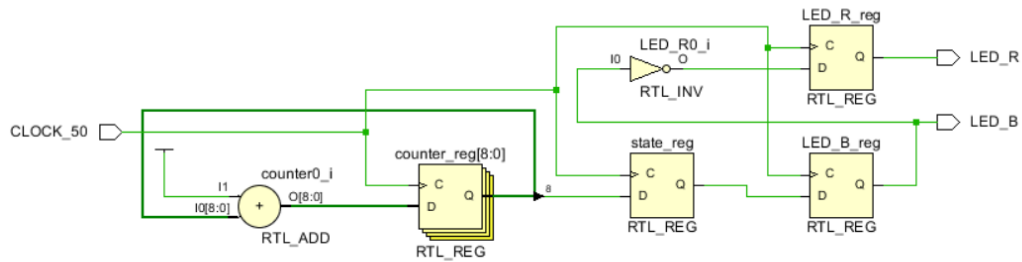 LED_R_reg
C
D
Q
RTL_REG
LED_R
LED_R0_i
I0
O
RTL_INV
LED_B
CLOCK_50
counter0_i
I1
I0[8:0]
+
O[8:0]
RTL_ADD
counter_reg[8:0]
C
D
Q
RTL_REG
8
state_reg
C
D
Q
RTL_REG
LED_B_reg
C
D
Q
RTL_REG